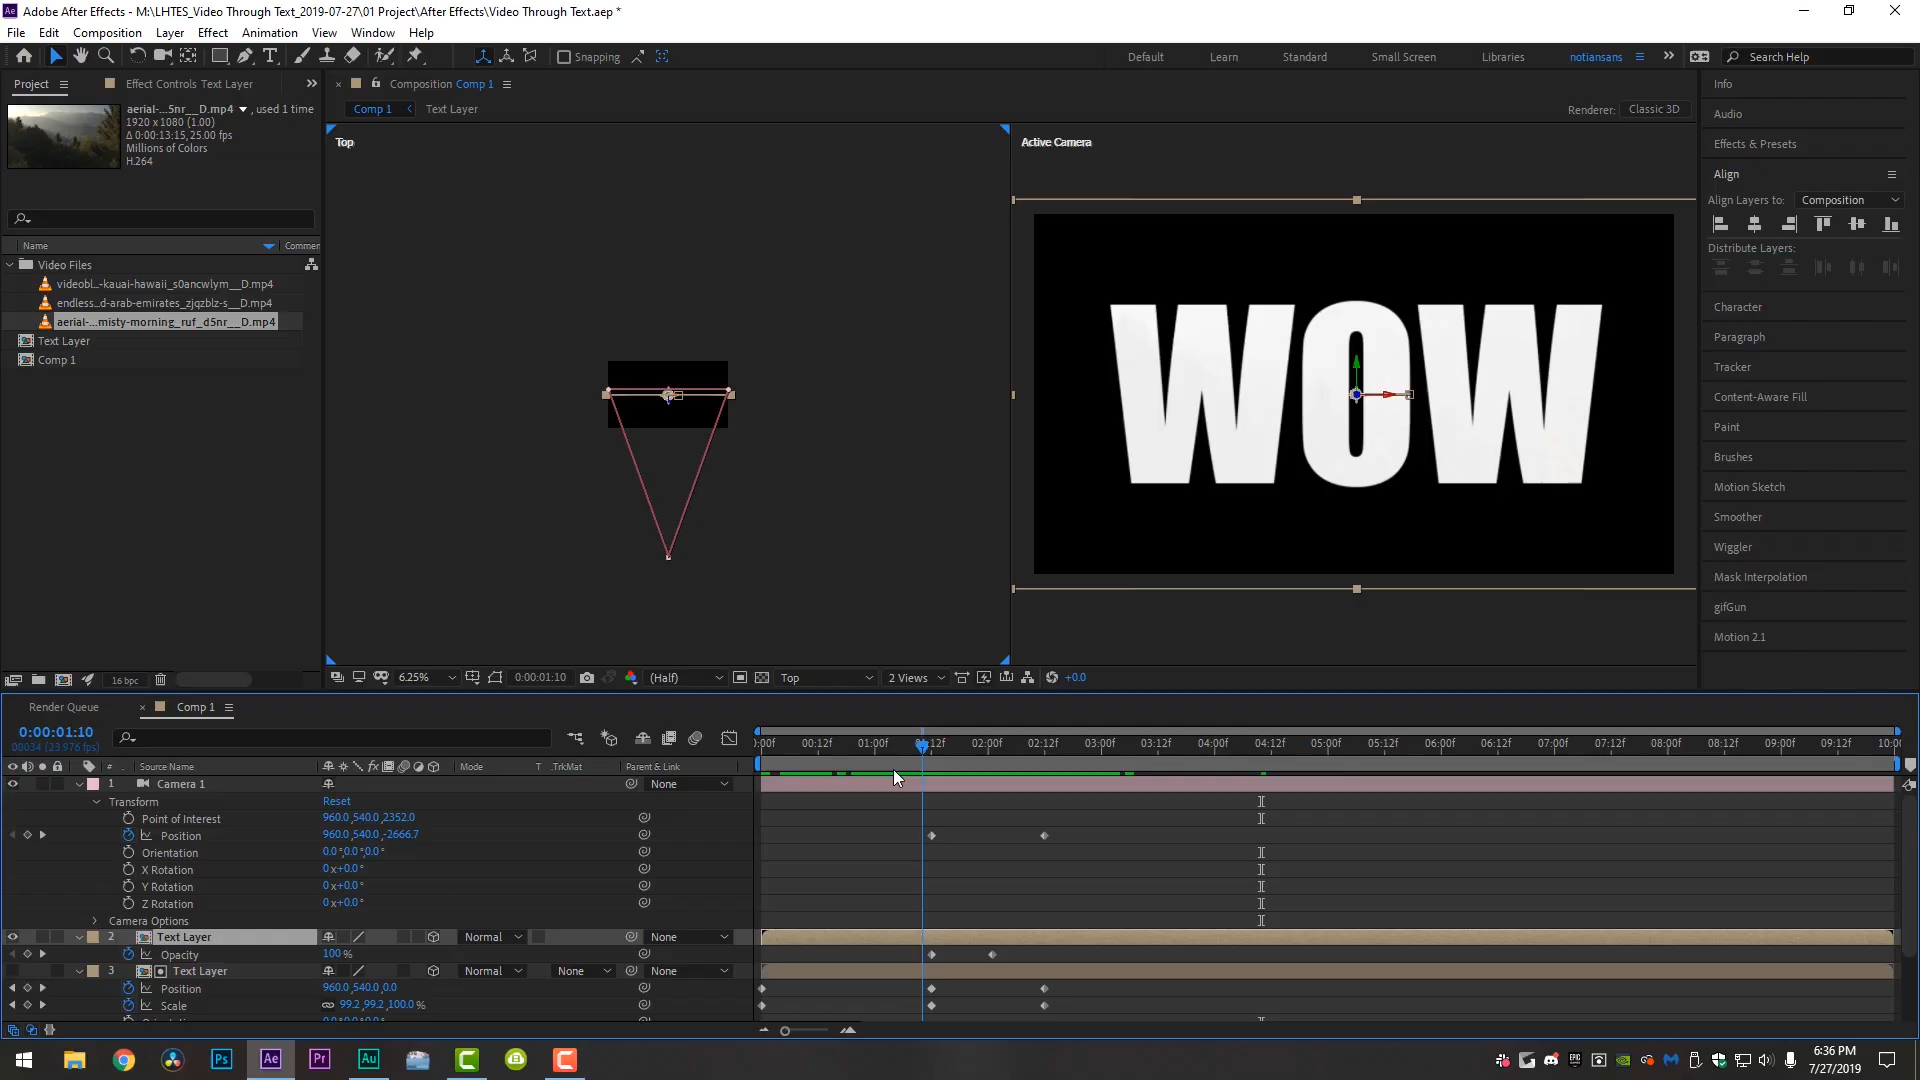 Adobe After Effects - M:\LHTES_Video Through Text_2019-07-27\01 Project\After Effects\Video Through Text.aep *
File Edit Composition Layer Effect Animation View Window Help
Snapping
Default Learn Standard Small Screen Libraries notiansans
Search Help
Project
Effect Controls Text Layer
Composition Comp 1
Info
aerial-...5nr__D.mp4 , used 1 time
1920 x 1080 (1.00)
Δ 0:00:13:15, 25.00 fps
Millions of Colors
H.264
Comp 1 Text Layer
Renderer: Classic 3D
Audio
Top
Active Camera
Effects & Presets
Align
Align Layers to: Composition
Distribute Layers:
Name Commer
Video Files
videobl...-kauai-hawaii_s0ancwlym__D.mp4
endless...d-arab-emirates_zjqzblz-s__D.mp4
aerial-...misty-morning_ruf_d5nr__D.mp4
Text Layer
Comp 1
WOW
Character
Paragraph
Tracker
Content-Aware Fill
Paint
Brushes
Motion Sketch
Smoother
Wiggler
Mask Interpolation
gifGun
Motion 2.1
16 bpc
6.25% 0:00:01:10 (Half) Top 2 Views +0.0
Render Queue
Comp 1
0:00:01:10
00034 (23.976 fps)
):00f 00:12f 01:00f 01:12f 02:00f 02:12f 03:00f 03:12f 04:00f 04:12f 05:00f 05:12f 06:00f 06:12f 07:00f 07:12f 08:00f 08:12f 09:00f 09:12f 10:00
# . Source Name Mode T .TrkMat Parent & Link
1 Camera 1 None
Transform Reset
Point of Interest 960.0,540.0,2352.0
Position 960.0,540.0,-2666.7
Orientation 0.0°,0.0°,0.0°
X Rotation 0x+0.0°
Y Rotation 0x+0.0°
Z Rotation 0x+0.0°
Camera Options
2 Text Layer Normal None
Opacity 100 %
3 Text Layer Normal None None
Position 960.0,540.0,0.0
Scale 99.2,99.2,100.0 %
Ps Ae Pr Au
6:36 PM
7/27/2019